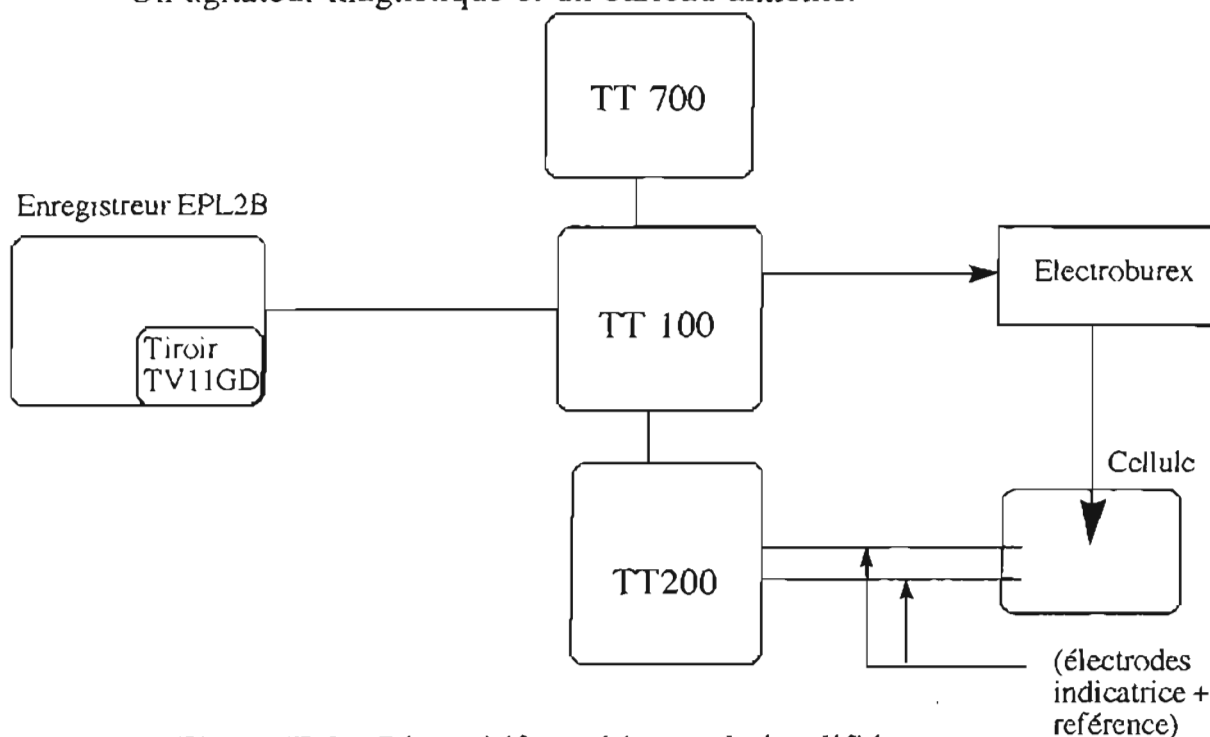 TT 700
Enregistreur EPL2B
Electroburex
TT 100
Tiroir
TV11GD
Cellule
TT200
(électrodes
indicatrice +
reférence)